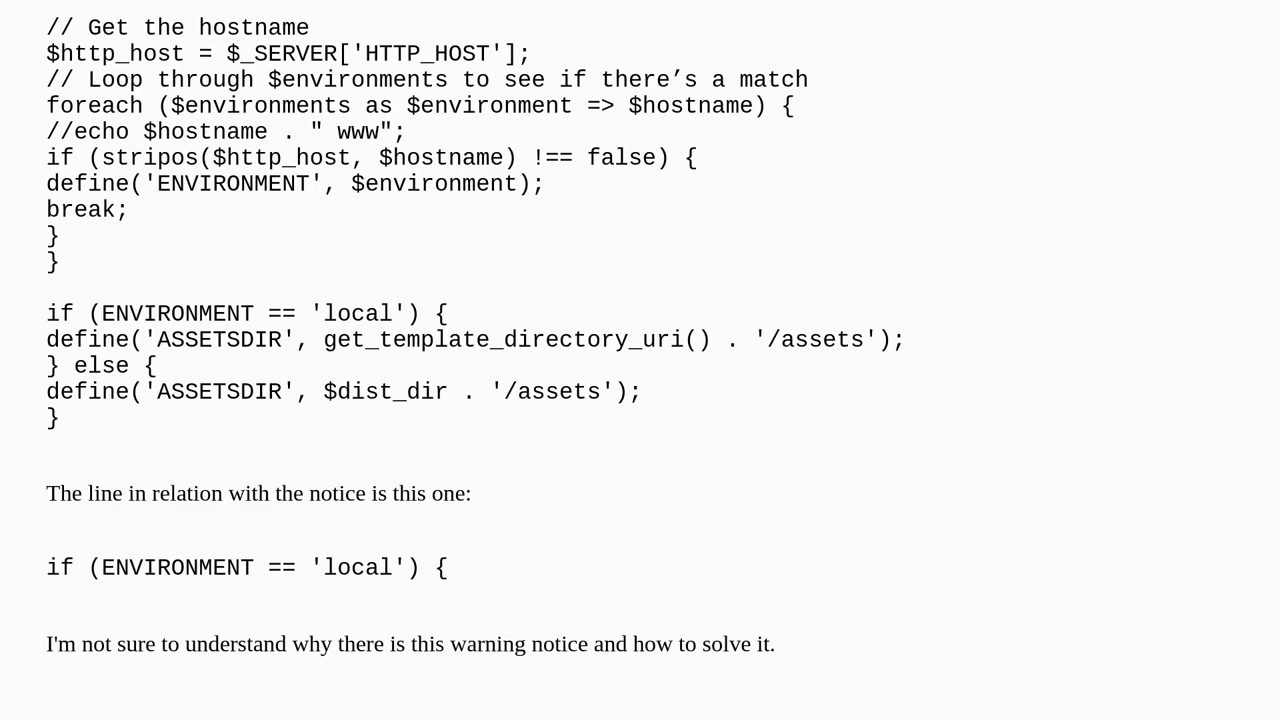 // Get the hostname
$http_host = $_SERVER['HTTP_HOST'];
// Loop through $environments to see if there’s a match
foreach ($environments as $environment => $hostname) {
//echo $hostname . " www";
if (stripos($http_host, $hostname) !== false) {
define('ENVIRONMENT', $environment);
break;
}
}
if (ENVIRONMENT == 'local') {
define('ASSETSDIR', get_template_directory_uri() . '/assets');
} else {
define('ASSETSDIR', $dist_dir . '/assets');
}
The line in relation with the notice is this one:
if (ENVIRONMENT == 'local') {
I'm not sure to understand why there is this warning notice and how to solve it.